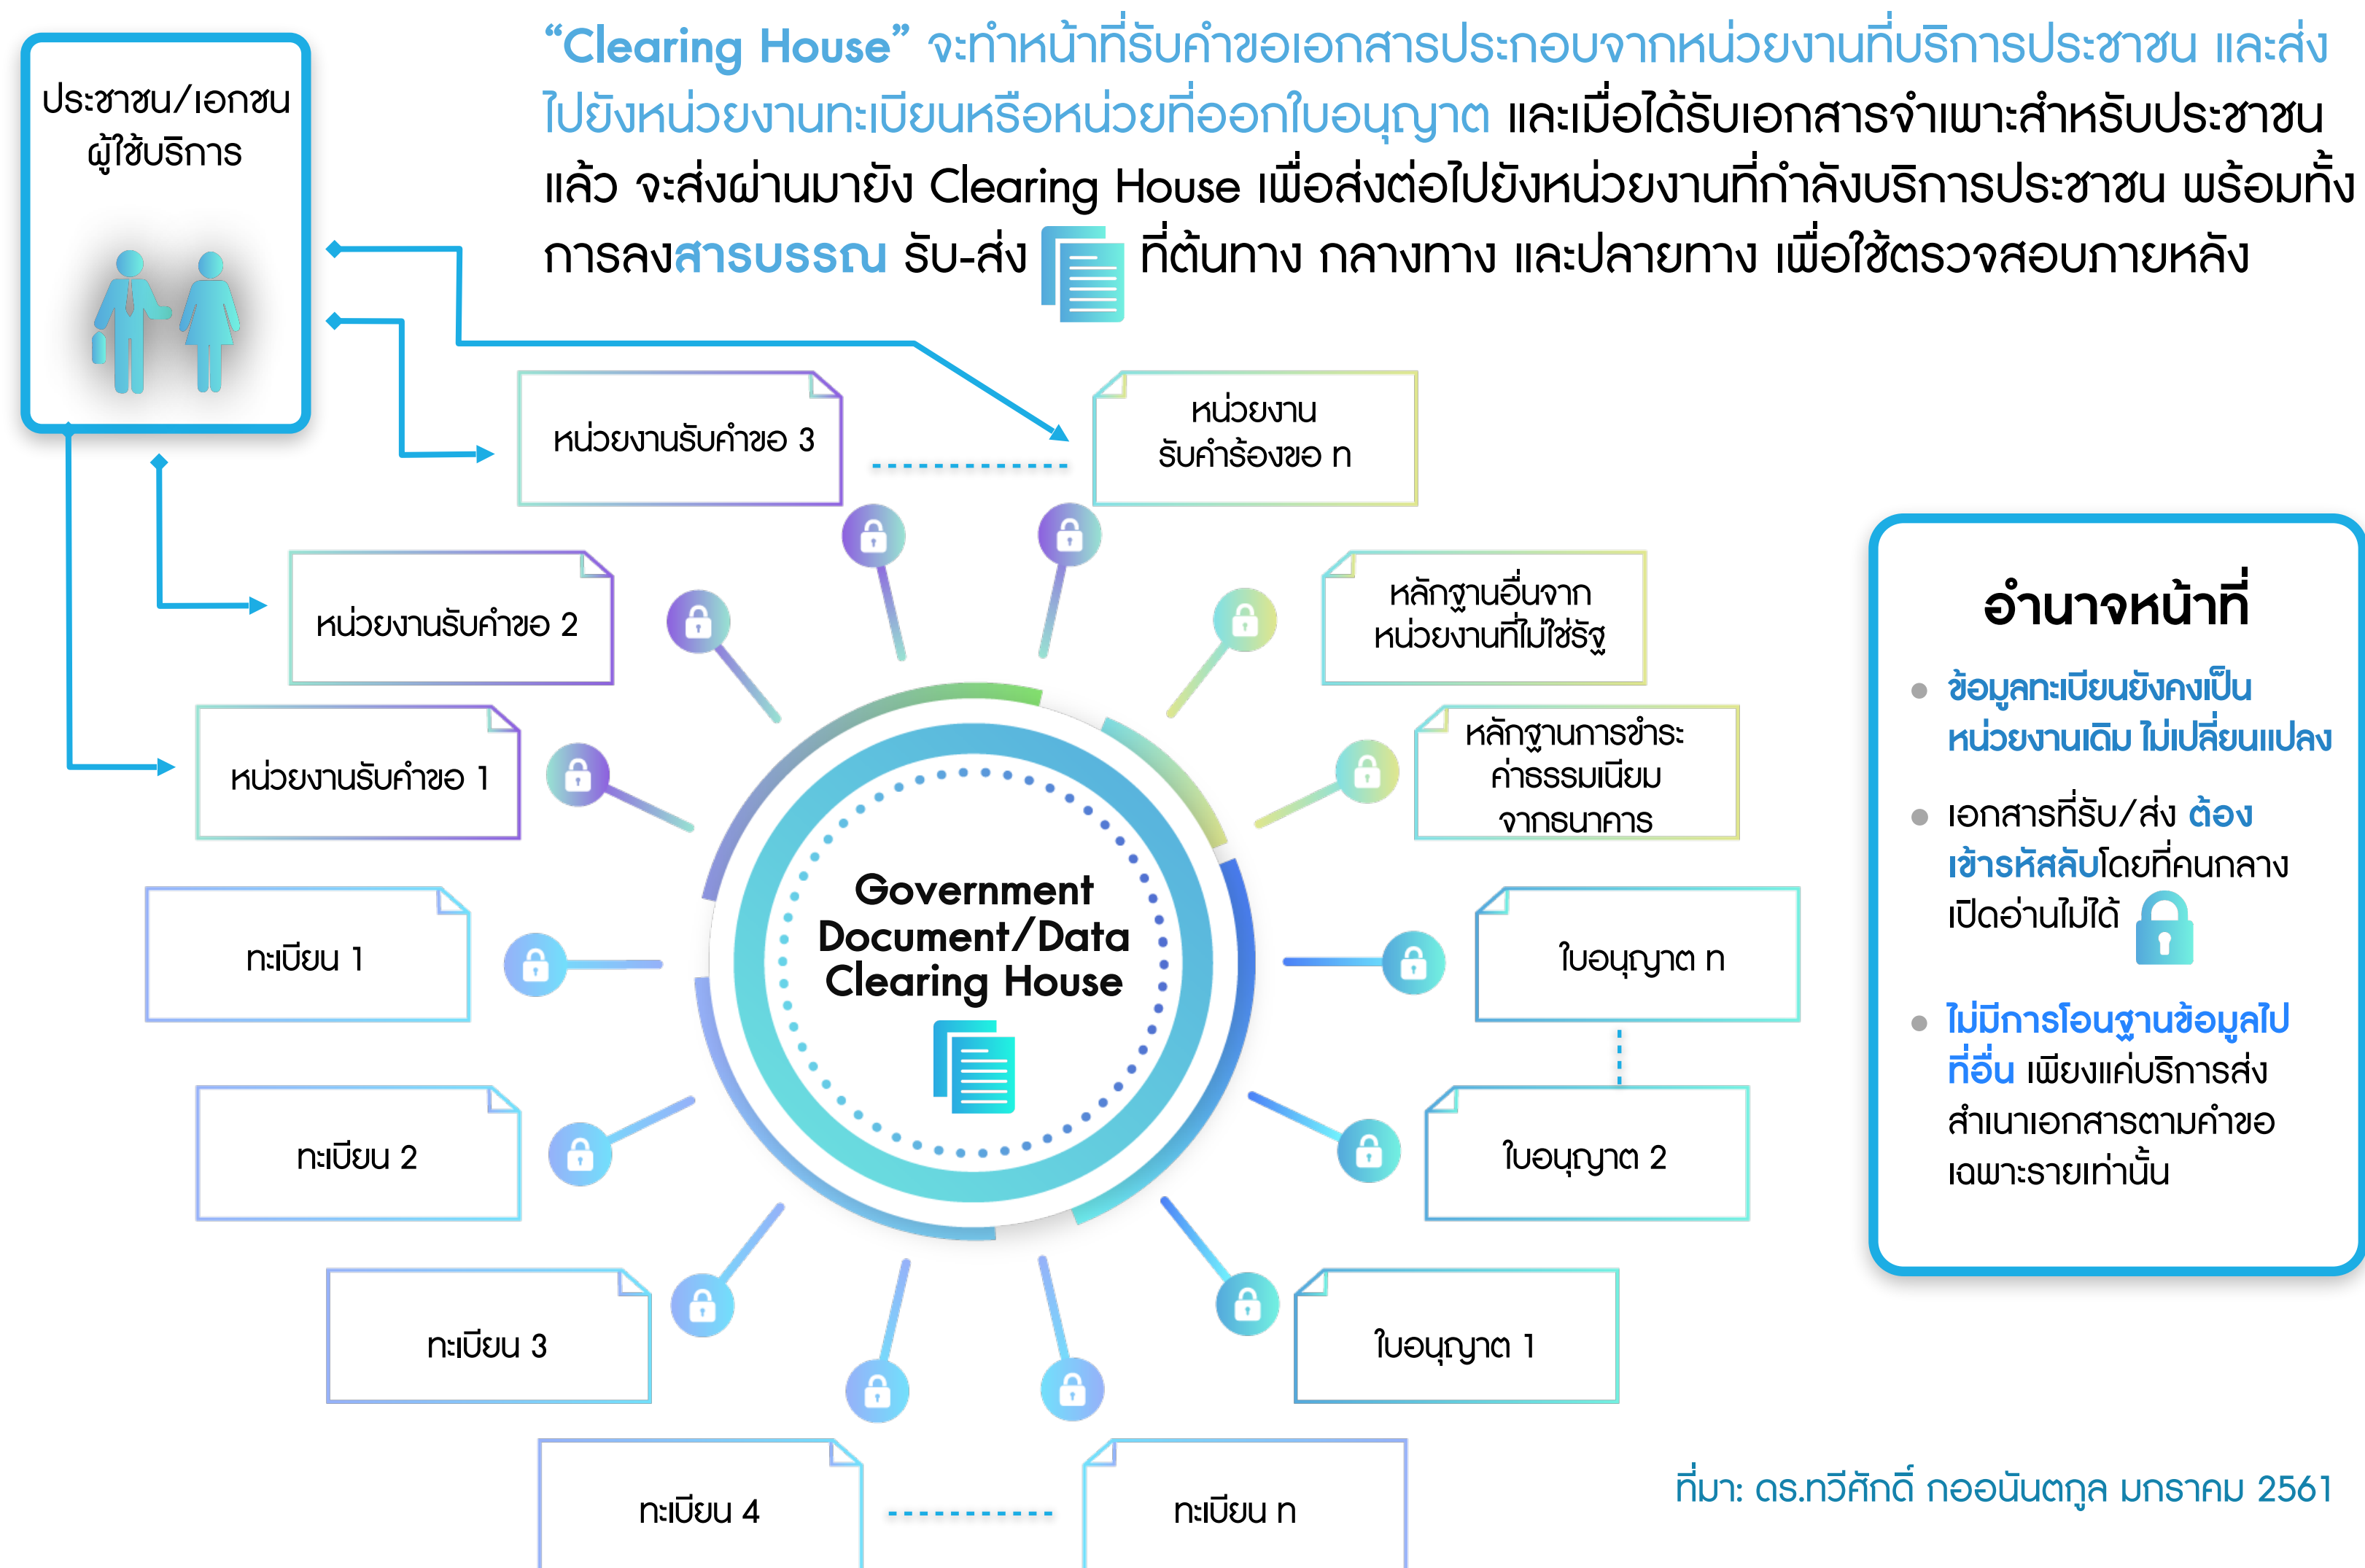 “Clearing House” จะทำหน้าที่รับคำขอเอกสารประกอบจากหน่วยงานที่บริการประชาชน และส่ง
ไปยังหน่วยงานทะเบียนหรือหน่วยที่ออกใบอนุญาต และเมื่อได้รับเอกสารจำเพาะสำหรับประชาชน
แล้ว จะส่งผ่านมายัง Clearing House เพื่อส่งต่อไปยังหน่วยงานที่กำลังบริการประชาชน พร้อมทั้ง
การลงสารบรรณ รับ-ส่ง ที่ต้นทาง กลางทาง และปลายทาง เพื่อใช้ตรวจสอบภายหลัง
ประชาชน/เอกชน
ผู้ใช้บริการ
หน่วยงานรับคำขอ 3
หน่วยงาน
รับคำร้องขอ n
หน่วยงานรับคำขอ 2
หลักฐานอื่นจาก
หน่วยงานที่ไม่ใช่รัฐ
หน่วยงานรับคำขอ 1
หลักฐานการชำระ
ค่าธรรมเนียม
จากธนาคาร
ทะเบียน 1
Government
Document/Data
Clearing House
ใบอนุญาต n
ทะเบียน 2
ใบอนุญาต 2
ทะเบียน 3
ใบอนุญาต 1
ทะเบียน 4
ทะเบียน n
อำนาจหน้าที่
● ข้อมูลทะเบียนยังคงเป็น
หน่วยงานเดิม ไม่เปลี่ยนแปลง
● เอกสารที่รับ/ส่ง ต้อง
เข้ารหัสลับโดยที่คนกลาง
เปิดอ่านไม่ได้
● ไม่มีการโอนฐานข้อมูลไป
ที่อื่น เพียงแค่บริการส่ง
สำเนาเอกสารตามคำขอ
เฉพาะรายเท่านั้น
ที่มา: ดร.ทวีศักดิ์ กออนันตกูล มกราคม 2561